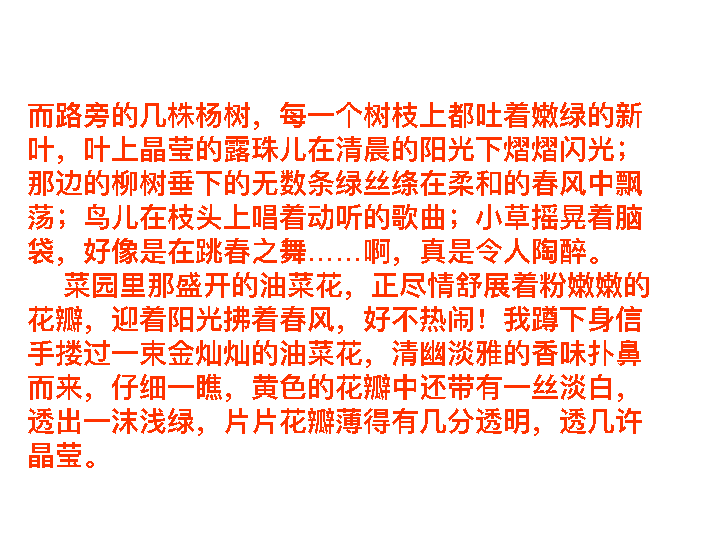 而路旁的几株杨树，每一个树枝上都吐着嫩绿的新
叶，叶上晶莹的露珠儿在清晨的阳光下熠熠闪光；
那边的柳树垂下的无数条绿丝绦在柔和的春风中飘
荡；鸟儿在枝头上唱着动听的歌曲；小草摇晃着脑
袋，好像是在跳春之舞……啊，真是令人陶醉。
菜园里那盛开的油菜花，正尽情舒展着粉嫩嫩的
花瓣，迎着阳光拂着春风，好不热闹！我蹲下身信
手搂过一束金灿灿的油菜花，清幽淡雅的香味扑鼻
而来，仔细一瞧，黄色的花瓣中还带有一丝淡白，
透出一沫浅绿，片片花瓣薄得有几分透明，透几许
晶莹。